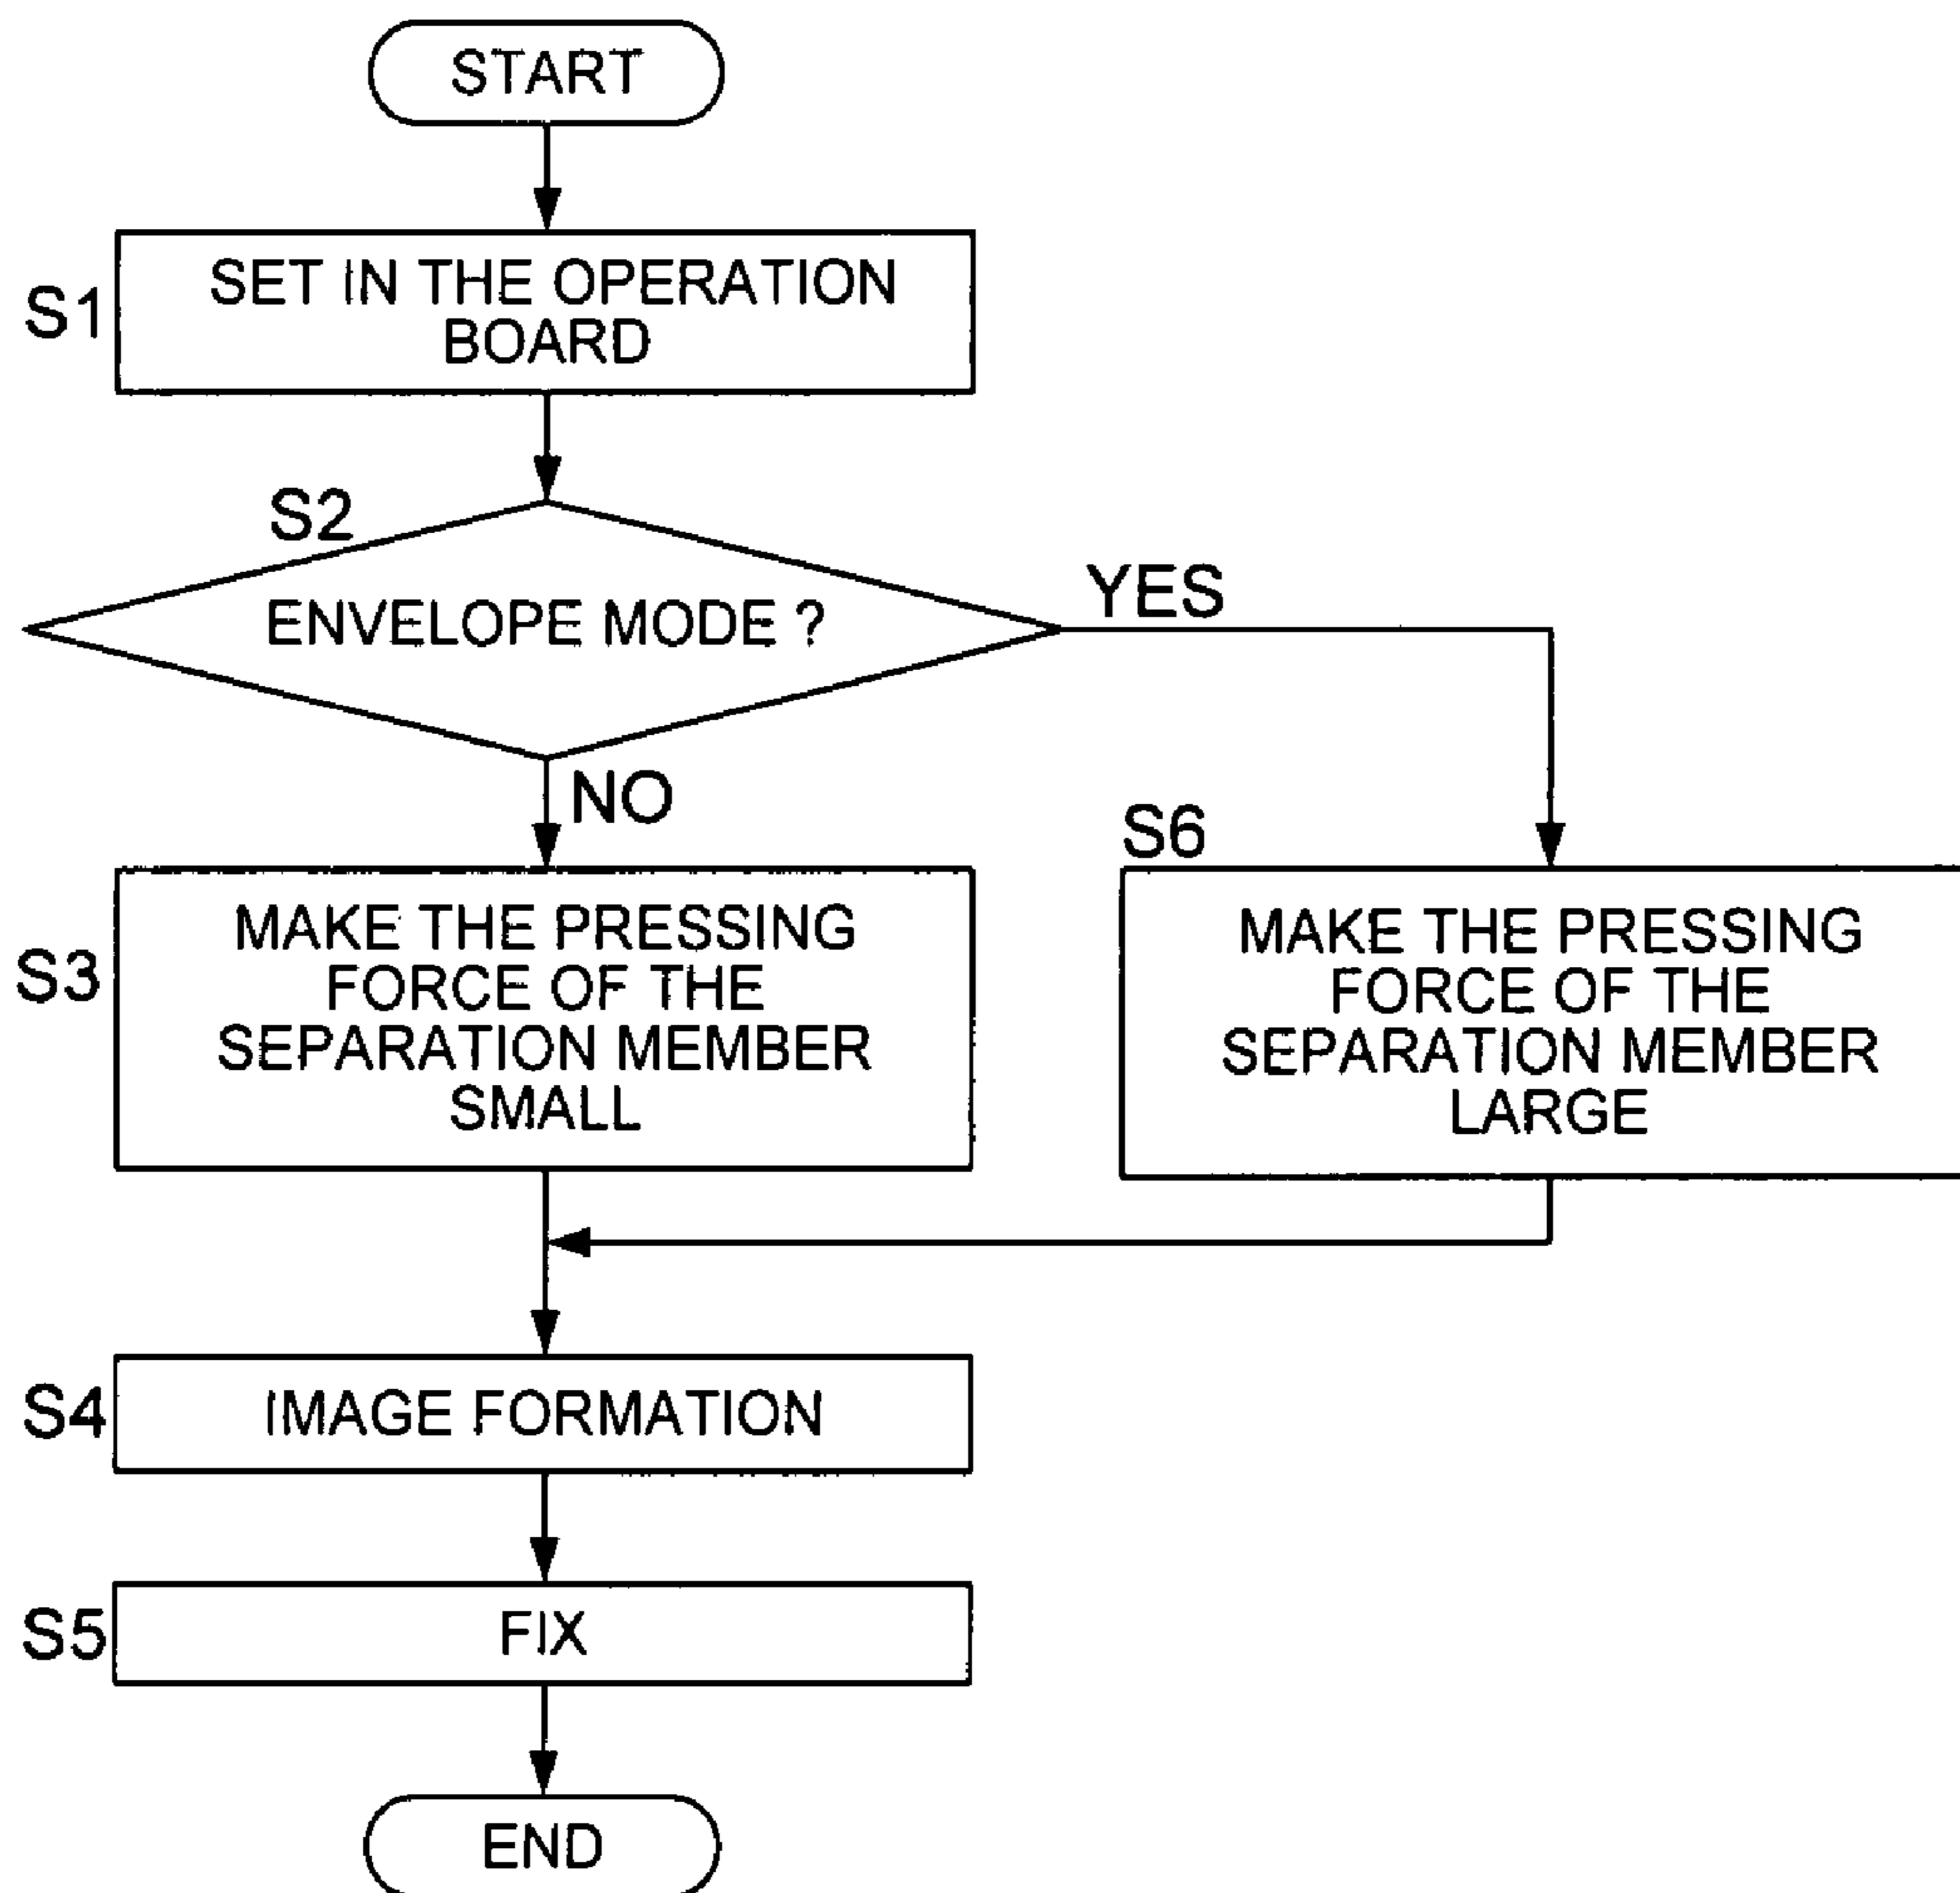 START
S1
SET IN THE OPERATION
BOARD
S2
ENVELOPE MODE ?
YES
NO
S3
MAKE THE PRESSING
FORCE OF THE
SEPARATION MEMBER
SMALL
S6
MAKE THE PRESSING
FORCE OF THE
SEPARATION MEMBER
LARGE
S4
IMAGE FORMATION
S5
FIX
END